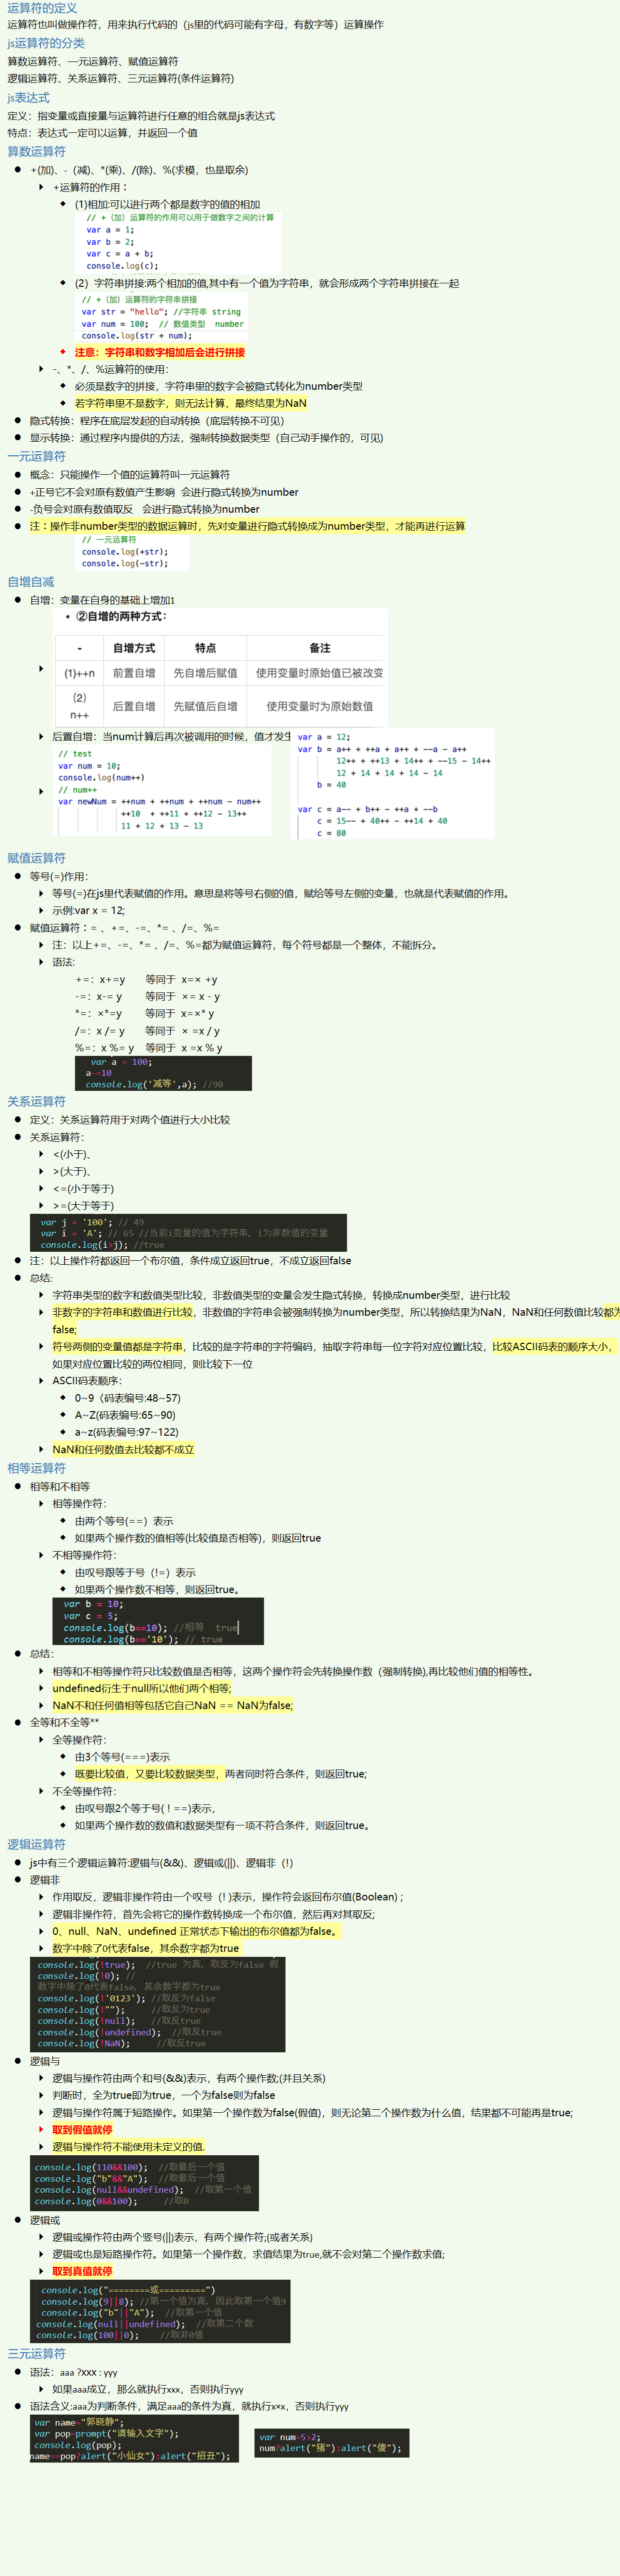 运算符的定义
运算符也叫做操作符，用来执行代码的（js里的代码可能有字母，有数字等）运算操作
js运算符的分类
算数运算符、一元运算符、赋值运算符
逻辑运算符、关系运算符、三元运算符(条件运算符)
js表达式
定义：指变量或直接量与运算符进行任意的组合就是js表达式
特点：表达式一定可以运算，并返回一个值
算数运算符
+(加)、-（减)、*(乘)、/(除)、%(求模，也是取余)
+运算符的作用：
(1)相加:可以进行两个都是数字的值的相加
// +（加）运算符的作用可以用于做数字之间的计算
var a = 1;
var b = 2;
var c = a + b;
console.log(c);
(2）字符串拼接:两个相加的值,其中有一个值为字符串，就会形成两个字符串拼接在一起
// +（加）运算符的字符串拼接
var str = "hello"; //字符串 string
var num = 100;  // 数值类型  number
console.log(str + num);
注意：字符串和数字相加后会进行拼接
-、*、/、%运算符的使用：
必须是数字的拼接，字符串里的数字会被隐式转化为number类型
若字符串里不是数字，则无法计算，最终结果为NaN
隐式转换：程序在底层发起的自动转换（底层转换不可见）
显示转换：通过程序内提供的方法，强制转换数据类型（自己动手操作的，可见)
一元运算符
概念：只能操作一个值的运算符叫一元运算符
+正号它不会对原有数值产生影响  会进行隐式转换为number
-负号会对原有数值取反   会进行隐式转换为number
注：操作非number类型的数据运算时，先对变量进行隐式转换成为number类型，才能再进行运算
// 一元运算符
console.log(+str);
console.log(-str);
自增自减
自增：变量在自身的基础上增加1
• ②自增的两种方式:
- 自增方式 特点 备注
(1)++n 前置自增 先自增后赋值 使用变量时原始值已被改变
(2) n++ 后置自增 先赋值后自增 使用变量时为原始数值
后置自增：当num计算后再次被调用的时候，值才发生
// test
var num = 10;
console.log(num++)
// num++
var newNum = ++num + ++num + ++num - num++
++10  + ++11 + ++12 - 13++
11 + 12 + 13 - 13
var a = 12;
var b = a++ + ++a + a++ + --a - a++
12++ + ++13 + 14++ + --15 - 14++
12 + 14 + 14 + 14 - 14
b = 40
var c = a-- + b++ - ++a + --b
c = 15-- + 40++ - ++14 + 40
c = 80
赋值运算符
等号(=)作用：
等号(=)在js里代表赋值的作用。意思是将等号右侧的值，赋给等号左侧的变量，也就是代表赋值的作用。
示例:var x = 12;
赋值运算符：= 、+=、-=、*= 、/=、%=
注：以上+=、-=、*= 、/=、%=都为赋值运算符，每个符号都是一个整体，不能拆分。
语法:
+=：x+=y      等同于  x=× +y
-=：x-= y       等同于  ×= x - y
*=：×*=y       等同于  x=×* y
/=：x /= y      等同于  × =x / y
%=：x %= y   等同于  x =x % y
var a = 100;
a-=10
console.log('减等',a); //90
关系运算符
定义：关系运算符用于对两个值进行大小比较
关系运算符：
<(小于)、
>(大于)、
<=(小于等于)
>=(大于等于)
var j = '100'; // 49
var i = 'A'; // 65 //当前i变量的值为字符串, i为非数值的变量
console.log(i>j); //true
注：以上操作符都返回一个布尔值，条件成立返回true，不成立返回false
总结:
字符串类型的数字和数值类型比较，非数值类型的变量会发生隐式转换，转换成number类型，进行比较
非数字的字符串和数值进行比较，非数值的字符串会被强制转换为number类型，所以转换结果为NaN，NaN和任何数值比较都为
false;
符号两侧的变量值都是字符串，比较的是字符串的字符编码，抽取字符串每一位字符对应位置比较，比较ASCII码表的顺序大小，
如果对应位置比较的两位相同，则比较下一位
ASCII码表顺序：
0~9（码表编号:48~57)
A~Z(码表编号:65~90)
a~z(码表编号:97~122)
NaN和任何数值去比较都不成立
相等运算符
相等和不相等
相等操作符：
由两个等号(==）表示
如果两个操作数的值相等(比较值是否相等)，则返回true
不相等操作符：
由叹号跟等于号（!=）表示
如果两个操作数不相等，则返回true。
var b = 10;
var c = 5;
console.log(b==10); //相等  true
console.log(b=='10'); // true
总结：
相等和不相等操作符只比较数值是否相等，这两个操作符会先转换操作数（强制转换),再比较他们值的相等性。
undefined衍生于null所以他们两个相等;
NaN不和任何值相等包括它自己NaN == NaN为false;
全等和不全等**
全等操作符：
由3个等号(===)表示
既要比较值，又要比较数据类型，两者同时符合条件，则返回true;
不全等操作符：
由叹号跟2个等于号( ! ==)表示，
如果两个操作数的数值和数据类型有一项不符合条件，则返回true。
逻辑运算符
js中有三个逻辑运算符:逻辑与(&&)、逻辑或(||)、逻辑非（!）
逻辑非
作用取反，逻辑非操作符由一个叹号（! )表示，操作符会返回布尔值(Boolean) ;
逻辑非操作符，首先会将它的操作数转换成一个布尔值，然后再对其取反;
0、null、NaN、undefined 正常状态下输出的布尔值都为false。
数字中除了0代表false，其余数字都为true
console.log(!true);  //true 为真, 取反为false 假
console.log(!0); //
数字中除了0代表false, 其余数字都为true
console.log(!'0123'); //取反为false
console.log(!"");     //取反为true
console.log(!null);   //取反true
console.log(!undefined);  //取反true
console.log(!NaN);     //取反true
逻辑与
逻辑与操作符由两个和号(&&)表示，有两个操作数;(并且关系)
判断时，全为true即为true，一个为false则为false
逻辑与操作符属于短路操作。如果第一个操作数为false(假值)，则无论第二个操作数为什么值，结果都不可能再是true;
取到假值就停
逻辑与操作符不能使用未定义的值.
console.log(110&&100);  //取最后一个值
console.log("b"&&"A");  //取最后一个值
console.log(null&&undefined);  //取第一个值
console.log(0&&100);     //取0
逻辑或
逻辑或操作符由两个竖号(||)表示，有两个操作符;(或者关系)
逻辑或也是短路操作符。如果第一个操作数，求值结果为true,就不会对第二个操作数求值;
取到真值就停
console.log("========或=========")
console.log(9||8); //第一个值为真, 因此取第一个值9
console.log("b"||"A");  //取第一个值
console.log(null||undefined);  //取第二个数
console.log(100||0);    //取非0值
三元运算符
语法：aaa ?xxx : yyy
如果aaa成立，那么就执行xxx，否则执行yyy
语法含义:aaa为判断条件，满足aaa的条件为真，就执行x×x，否则执行yyy
var name="郭晓静";
var pop=prompt("请输入文字");
console.log(pop);
name==pop?alert("小仙女"):alert("招丑");
var num=5>2;
num?alert("猪"):alert("傻");